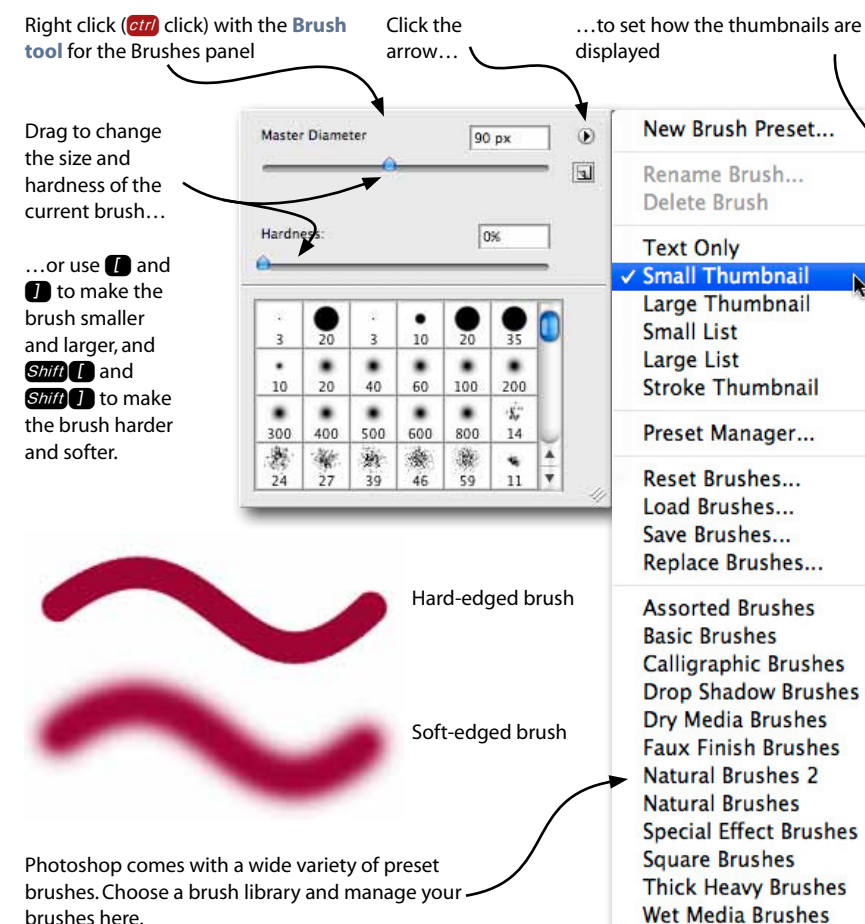 Right click (ctrl click) with the Brush
tool for the Brushes panel
Click the
arrow…
…to set how the thumbnails are
displayed
Drag to change
the size and
hardness of the
current brush…
…or use [ and
] to make the
brush smaller
and larger, and
Shift [ and
Shift ] to make
the brush harder
and softer.
Master Diameter
90 px
Hardness:
0%
3 20 3 10 20 35
10 20 40 60 100 200
300 400 500 600 800 14
24 27 39 46 59 11
New Brush Preset...
Rename Brush...
Delete Brush
Text Only
✓ Small Thumbnail
Large Thumbnail
Small List
Large List
Stroke Thumbnail
Preset Manager...
Reset Brushes...
Load Brushes...
Save Brushes...
Replace Brushes...
Assorted Brushes
Basic Brushes
Calligraphic Brushes
Drop Shadow Brushes
Dry Media Brushes
Faux Finish Brushes
Natural Brushes 2
Natural Brushes
Special Effect Brushes
Square Brushes
Thick Heavy Brushes
Wet Media Brushes
Hard-edged brush
Soft-edged brush
Photoshop comes with a wide variety of preset
brushes. Choose a brush library and manage your
brushes here.